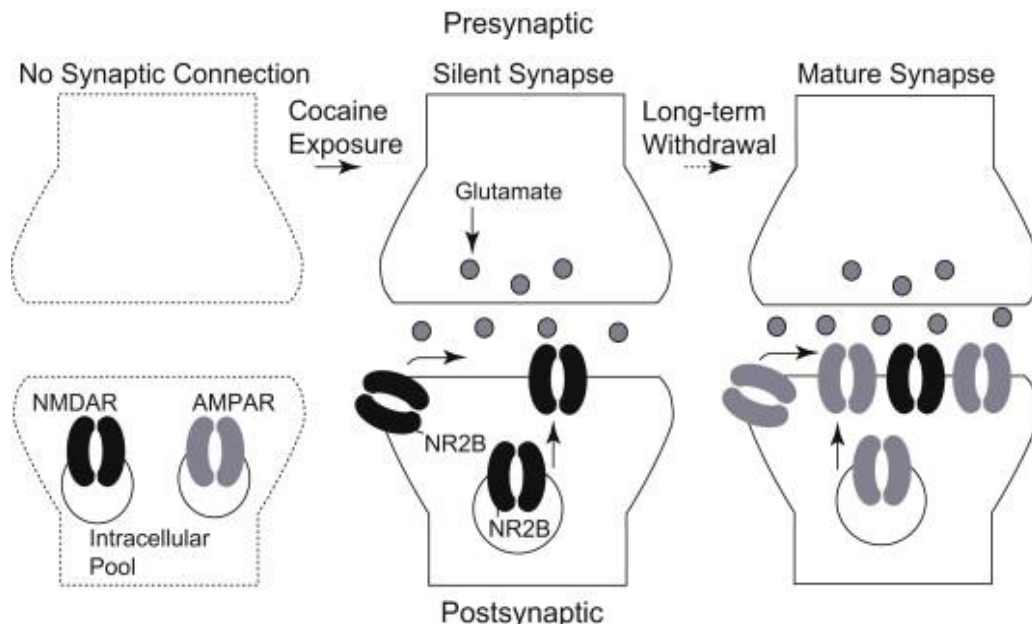 Presynaptic
No Synaptic Connection
Silent Synapse
Mature Synapse
Cocaine
Exposure
Long-term
Withdrawal
Glutamate
NMDAR
AMPAR
NR2B
NR2B
Intracellular
Pool
Postsynaptic